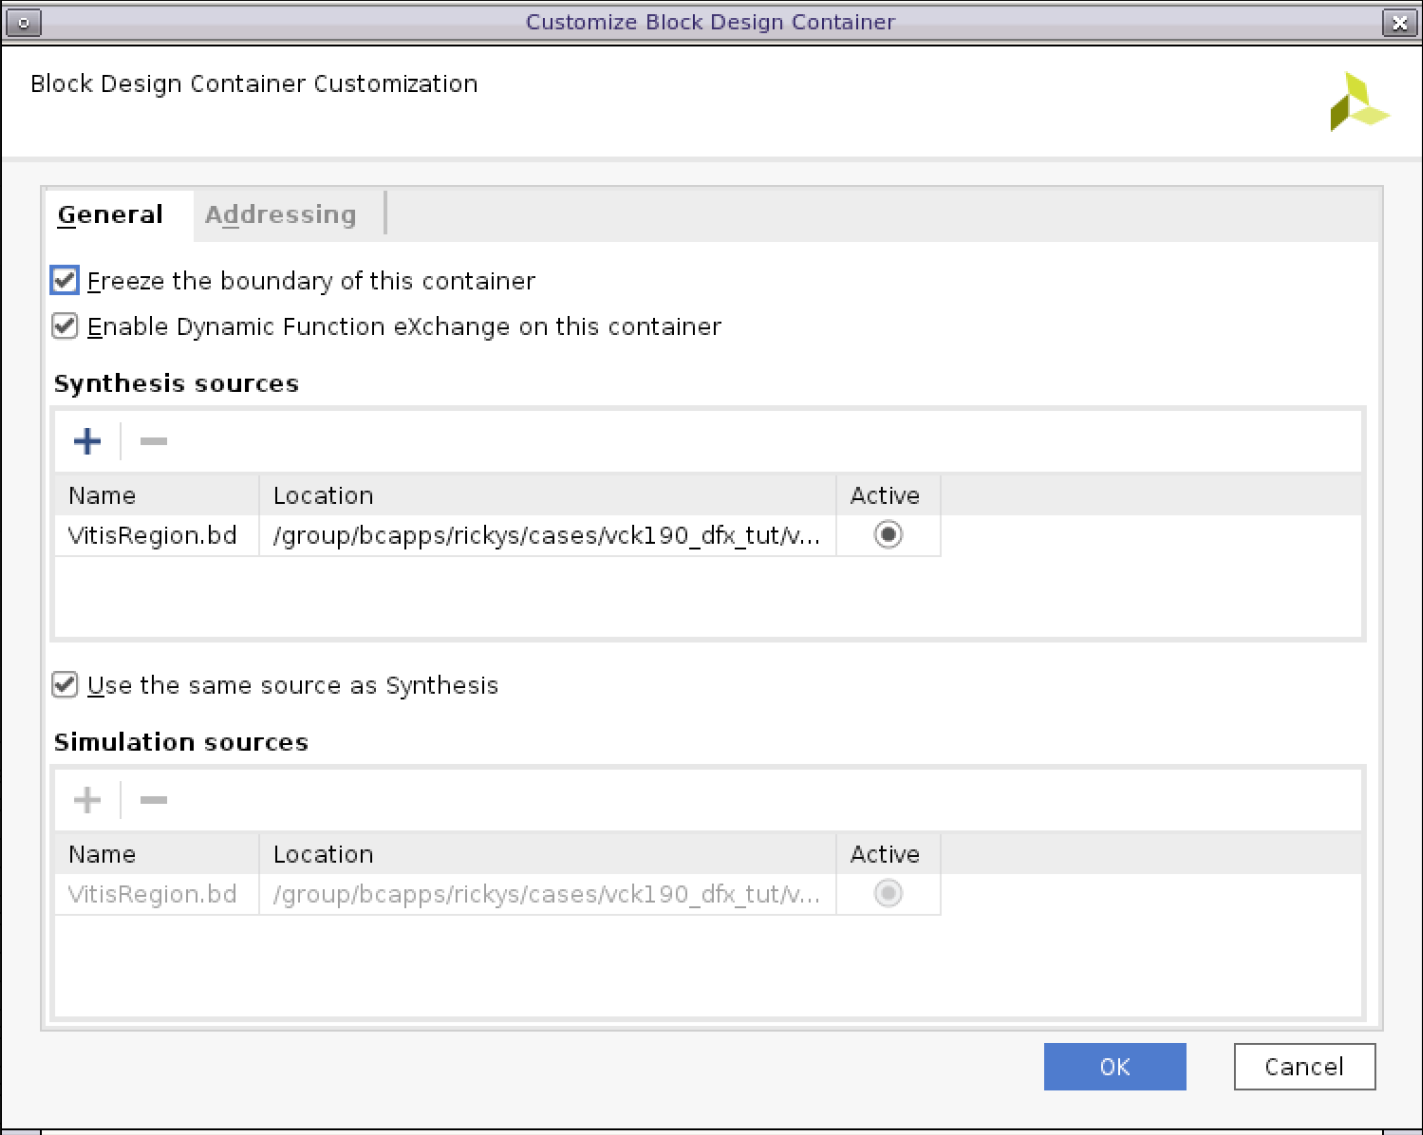 Customize Block Design Container
Block Design Container Customization
General Addressing
Freeze the boundary of this container
Enable Dynamic Function eXchange on this container
Synthesis sources
Name Location Active
VitisRegion.bd /group/bcapps/rickys/cases/vck190_dfx_tut/v...
Use the same source as Synthesis
Simulation sources
Name Location Active
VitisRegion.bd /group/bcapps/rickys/cases/vck190_dfx_tut/v...
OK Cancel